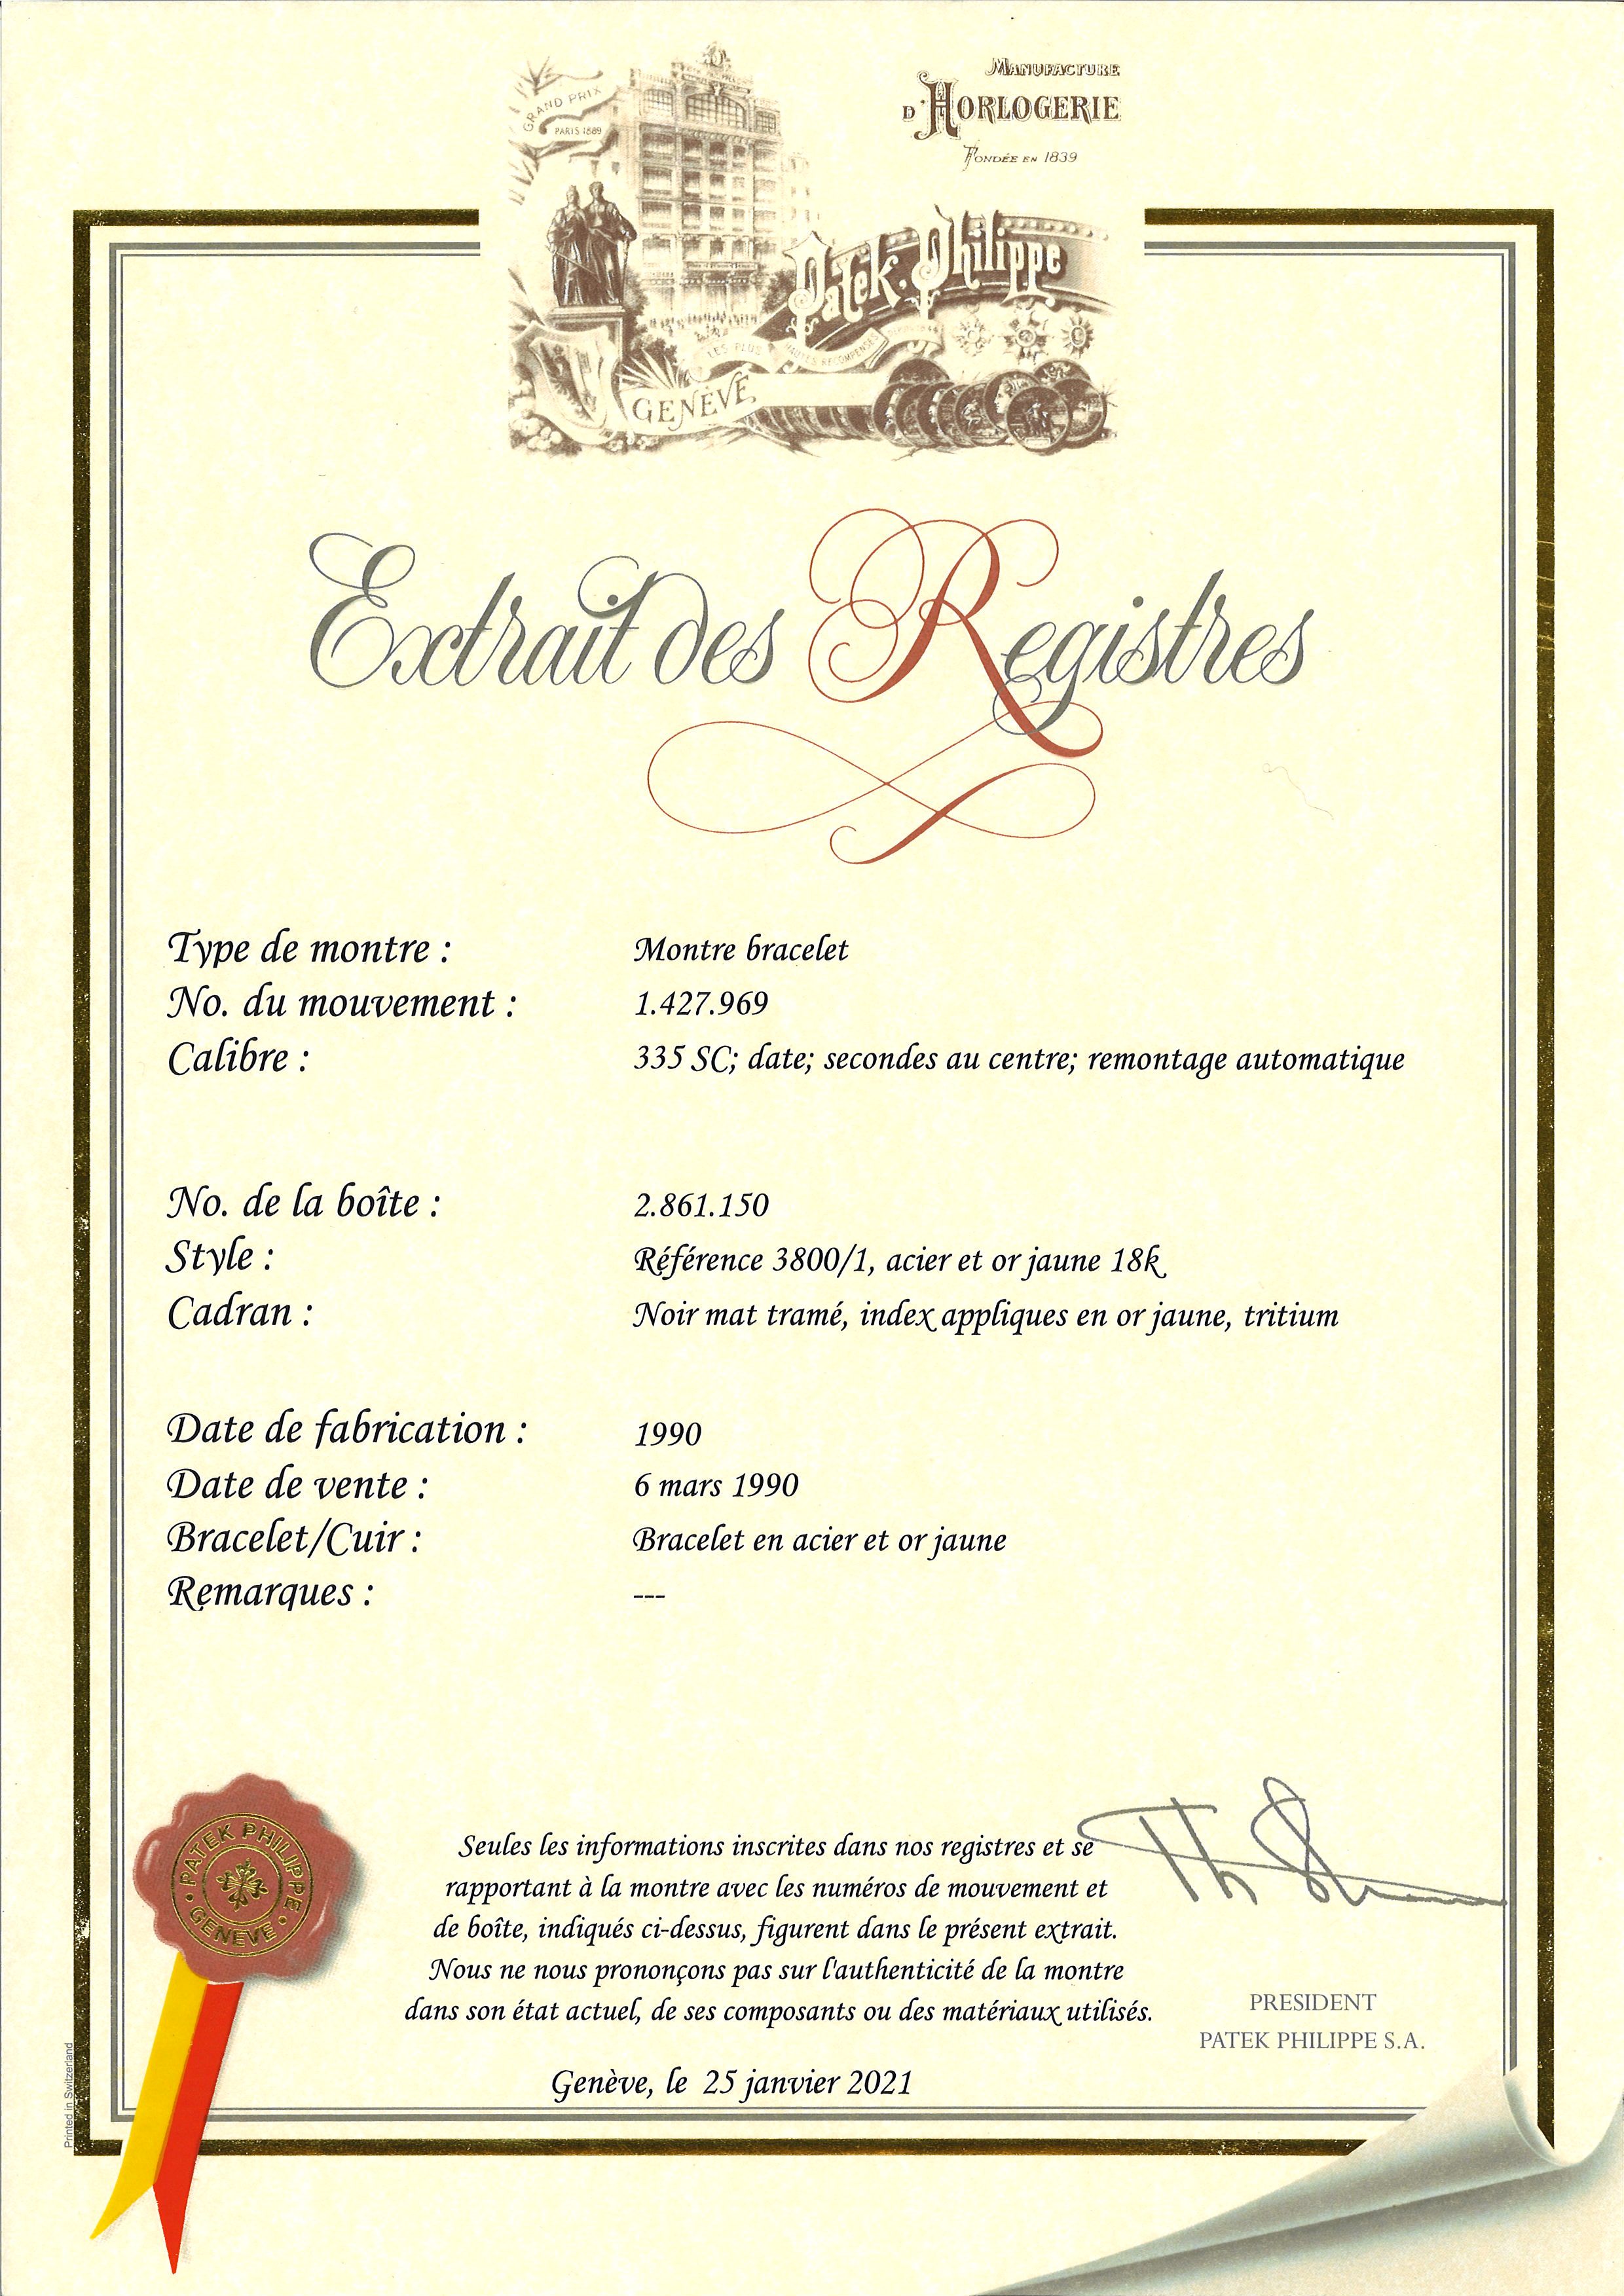 MANUFACTURE
D'HORLOGERIE
FONDÉE EN 1839
GRAND PRIX
PARIS 1889
Patek Philippe
LES PLUS HAUTES RECOMPENSES
GENÈVE
Extrait des Registres
Type de montre : Montre bracelet
No. du mouvement : 1.427.969
Calibre : 335 SC; date; secondes au centre; remontage automatique
No. de la boîte : 2.861.150
Style : Référence 3800/1, acier et or jaune 18k
Cadran : Noir mat tramé, index appliques en or jaune, tritium
Date de fabrication : 1990
Date de vente : 6 mars 1990
Bracelet/Cuir : Bracelet en acier et or jaune
Remarques : ---
PATEK PHILIPPE
GENEVE
Seules les informations inscrites dans nos registres et se
rapportant à la montre avec les numéros de mouvement et
de boîte, indiqués ci-dessus, figurent dans le présent extrait.
Nous ne nous prononçons pas sur l'authenticité de la montre
dans son état actuel, de ses composants ou des matériaux utilisés.
Genève, le 25 janvier 2021
PRESIDENT
PATEK PHILIPPE S.A.
Printed in Switzerland